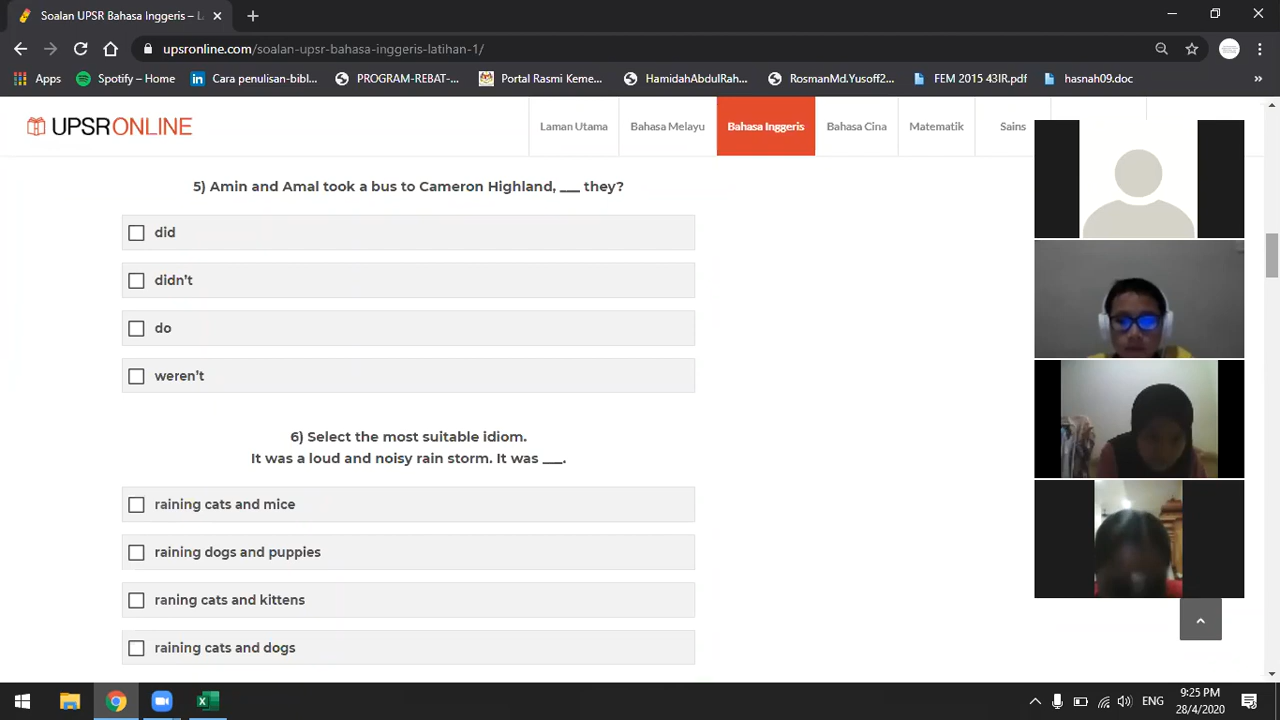 Soalan UPSR Bahasa Inggeris – L
upsronline.com/soalan-upsr-bahasa-inggeris-latihan-1/
Apps Spotify – Home Cara penulisan-bibl... PROGRAM-REBAT-... Portal Rasmi Keme... HamidahAbdulRah... RosmanMd.Yusoff2... FEM 2015 43IR.pdf hasnah09.doc »
UPSRONLINE Laman Utama Bahasa Melayu Bahasa Inggeris Bahasa Cina Matematik Sains
5) Amin and Amal took a bus to Cameron Highland, ___ they?
did
didn't
do
weren't
6) Select the most suitable idiom.
It was a loud and noisy rain storm. It was ___.
raining cats and mice
raining dogs and puppies
raning cats and kittens
raining cats and dogs
ENG
9:25 PM
28/4/2020